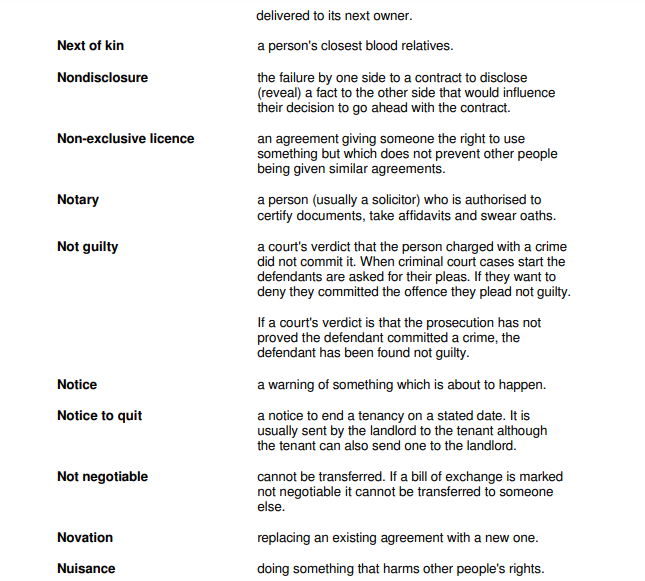 delivered to its next owner.
Next of kin a person's closest blood relatives.
Nondisclosure the failure by one side to a contract to disclose
(reveal) a fact to the other side that would influence
their decision to go ahead with the contract.
Non-exclusive licence an agreement giving someone the right to use
something but which does not prevent other people
being given similar agreements.
Notary a person (usually a solicitor) who is authorised to
certify documents, take affidavits and swear oaths.
Not guilty a court's verdict that the person charged with a crime
did not commit it. When criminal court cases start the
defendants are asked for their pleas. If they want to
deny they committed the offence they plead not guilty.
If a court's verdict is that the prosecution has not
proved the defendant committed a crime, the
defendant has been found not guilty.
Notice a warning of something which is about to happen.
Notice to quit a notice to end a tenancy on a stated date. It is
usually sent by the landlord to the tenant although
the tenant can also send one to the landlord.
Not negotiable cannot be transferred. If a bill of exchange is marked
not negotiable it cannot be transferred to someone
else.
Novation replacing an existing agreement with a new one.
Nuisance doing something that harms other people's rights.